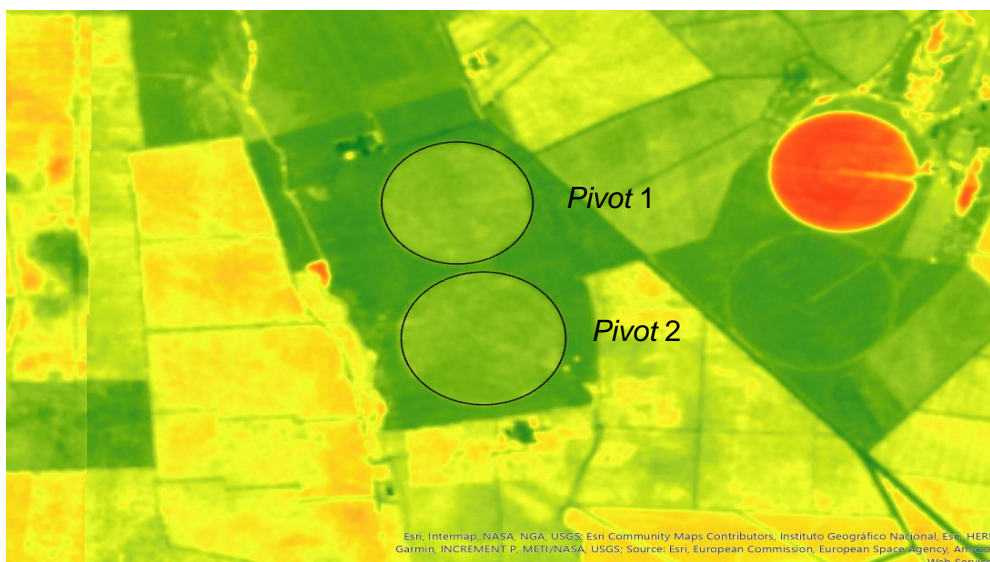 Pivot 1
Pivot 2
Esri, Intermap, NASA, NGA, USGS; Esri Community Maps Contributors, Instituto Geográfico Nacional, Esri, HERE
Garmin, INCREMENT P, METI/NASA, USGS; Source: Esri, European Commission, European Space Agency,
Web